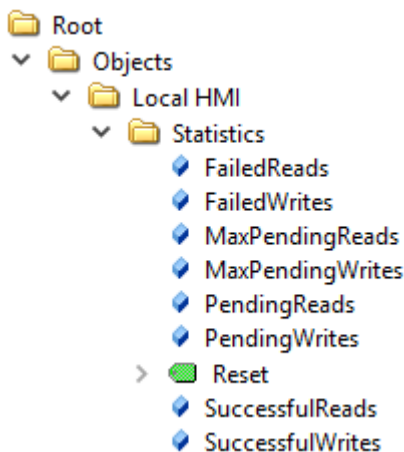 Root
Objects
Local HMI
Statistics
FailedReads
FailedWrites
MaxPendingReads
MaxPendingWrites
PendingReads
PendingWrites
Reset
SuccessfulReads
SuccessfulWrites